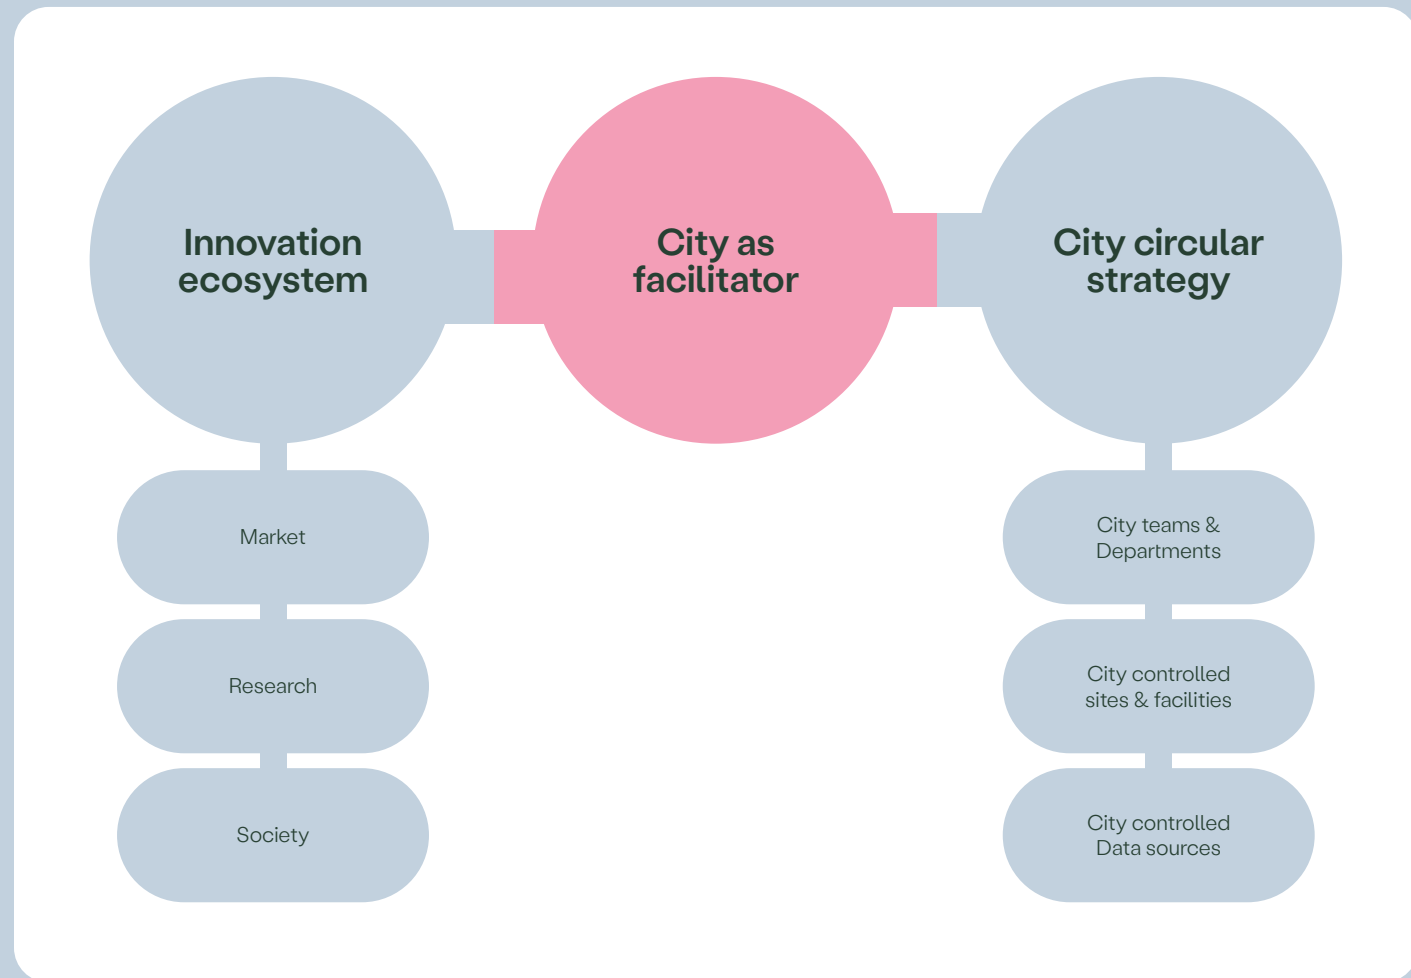 Innovation
ecosystem
City as
facilitator
City circular
strategy
Market
Research
Society
City teams &
Departments
City controlled
sites & facilities
City controlled
Data sources